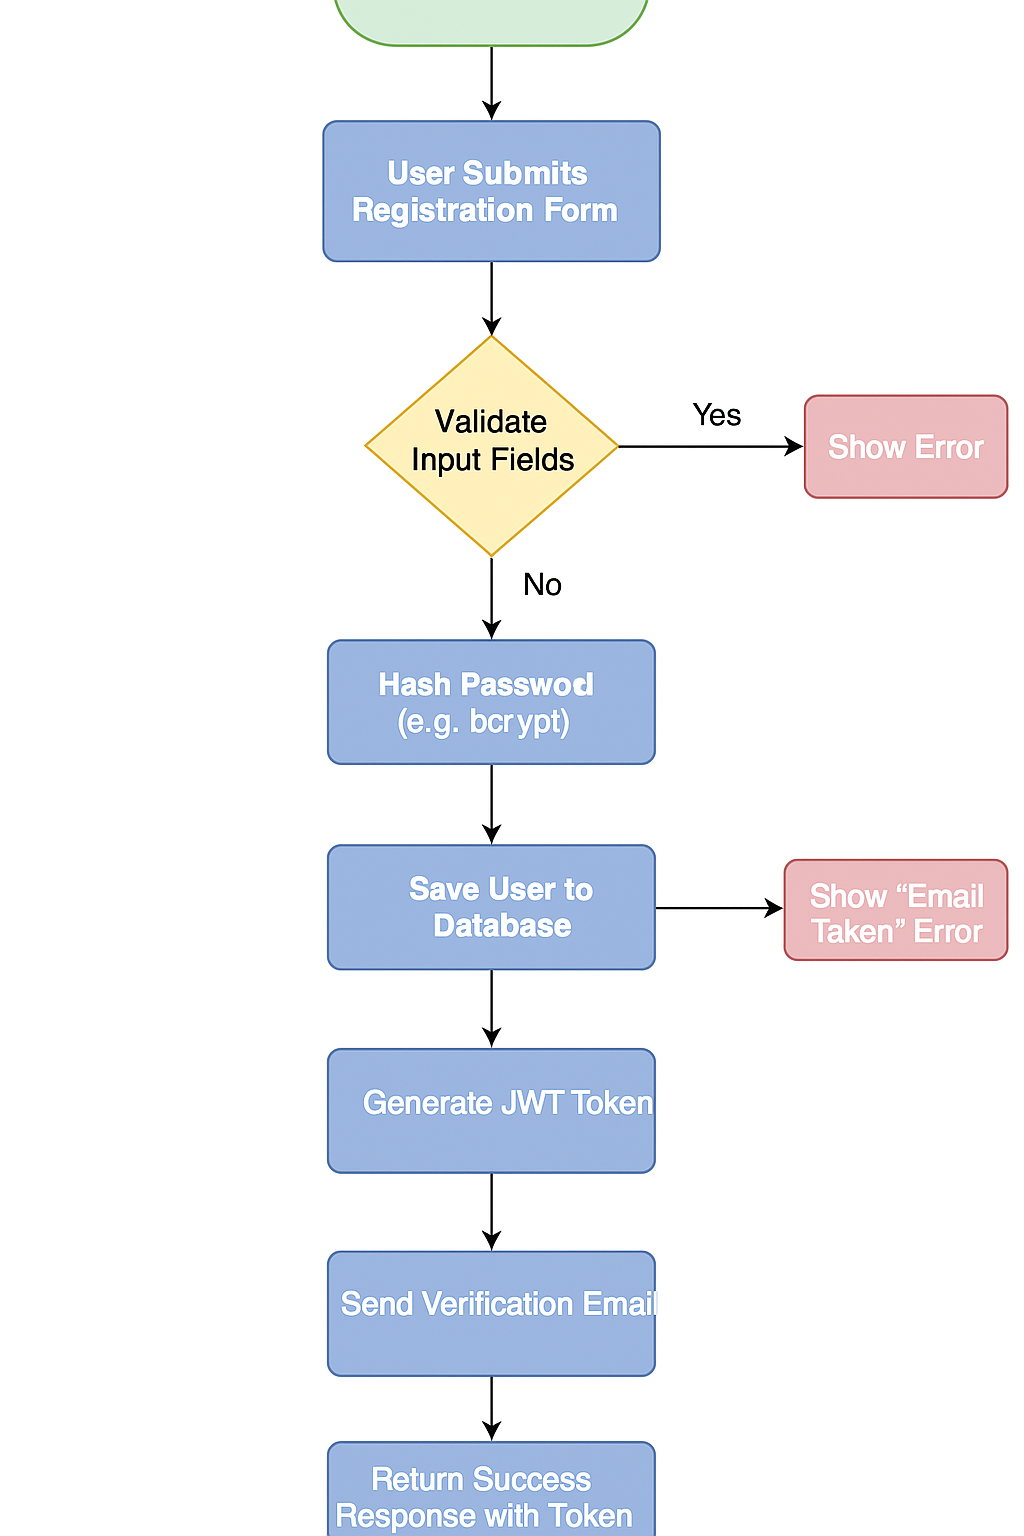 User Submits
Registration Form
Validate
Input Fields
Yes
Show Error
No
Hash Passwod
(e.g. bcrypt)
Save User to
Database
Show “Email
Taken” Error
Generate JWT Token
Send Verification Email
Return Success
Response with Token